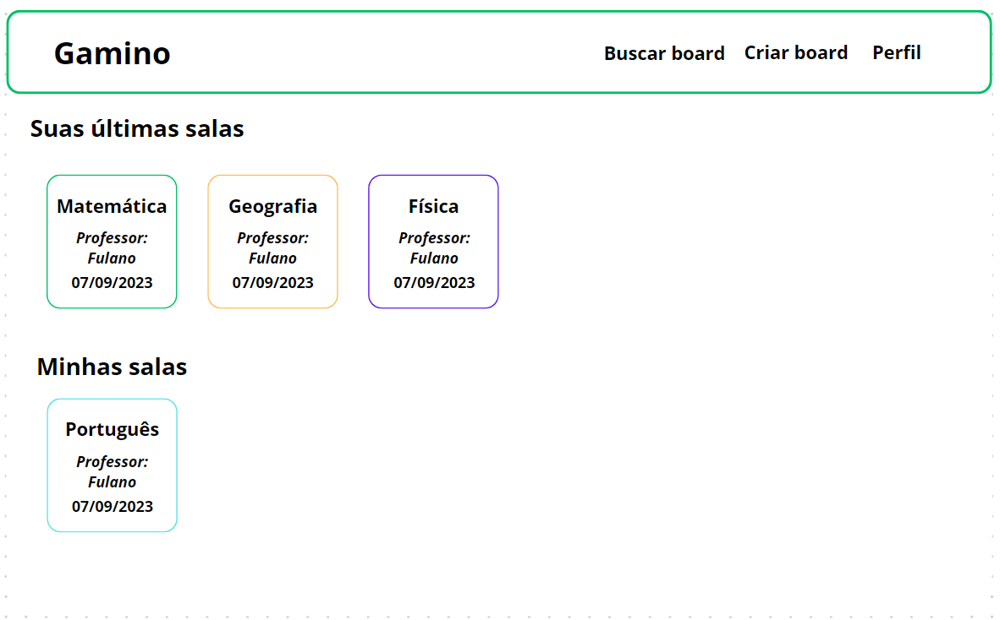 Gamino
Buscar board Criar board Perfil
Suas últimas salas
Matemática
Professor:
Fulano
07/09/2023
Geografia
Professor:
Fulano
07/09/2023
Física
Professor:
Fulano
07/09/2023
Minhas salas
Português
Professor:
Fulano
07/09/2023